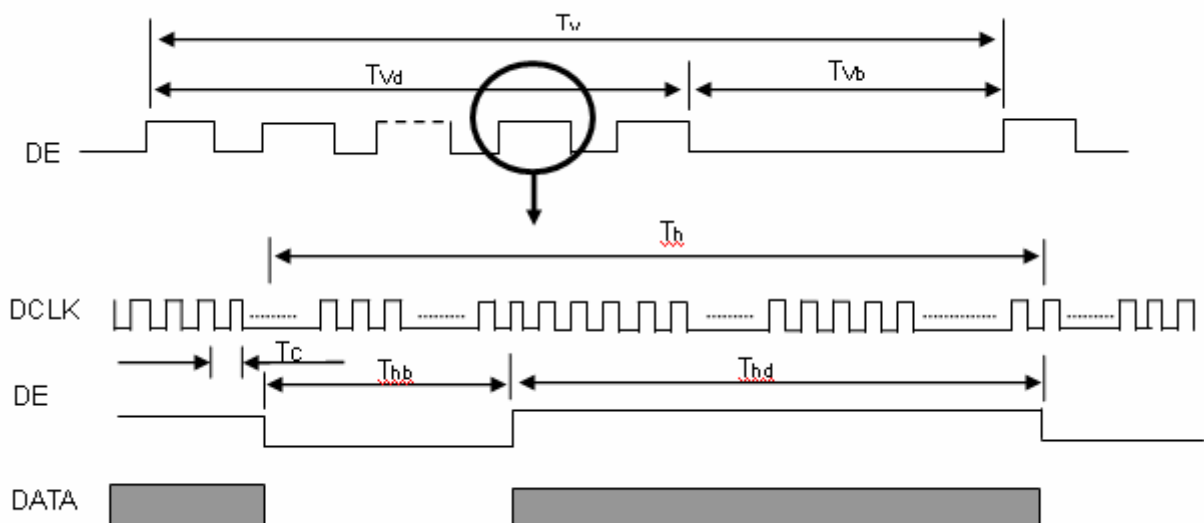 Tv
TVd
TVb
DE
Th
DCLK
TC
Thb
Thd
DE
DATA